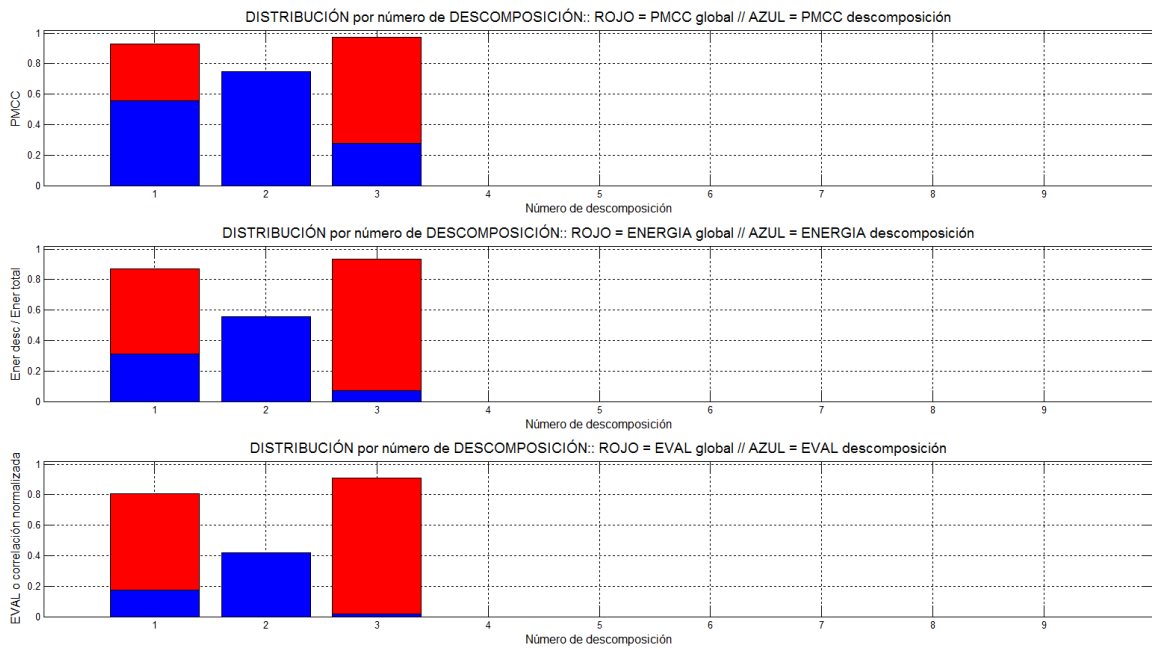 DISTRIBUCIÓN por número de DESCOMPOSICIÓN:: ROJO = PMCC global // AZUL = PMCC descomposición
PMCC
1
0.8
0.6
0.4
0.2
0
1 2 3 4 5 6 7 8 9
Número de descomposición
DISTRIBUCIÓN por número de DESCOMPOSICIÓN:: ROJO = ENERGIA global // AZUL = ENERGIA descomposición
Ener desc / Ener total
1
0.8
0.6
0.4
0.2
0
1 2 3 4 5 6 7 8 9
Número de descomposición
DISTRIBUCIÓN por número de DESCOMPOSICIÓN:: ROJO = EVAL global // AZUL = EVAL descomposición
EVAL o correlación normalizada
1
0.8
0.6
0.4
0.2
0
1 2 3 4 5 6 7 8 9
Número de descomposición